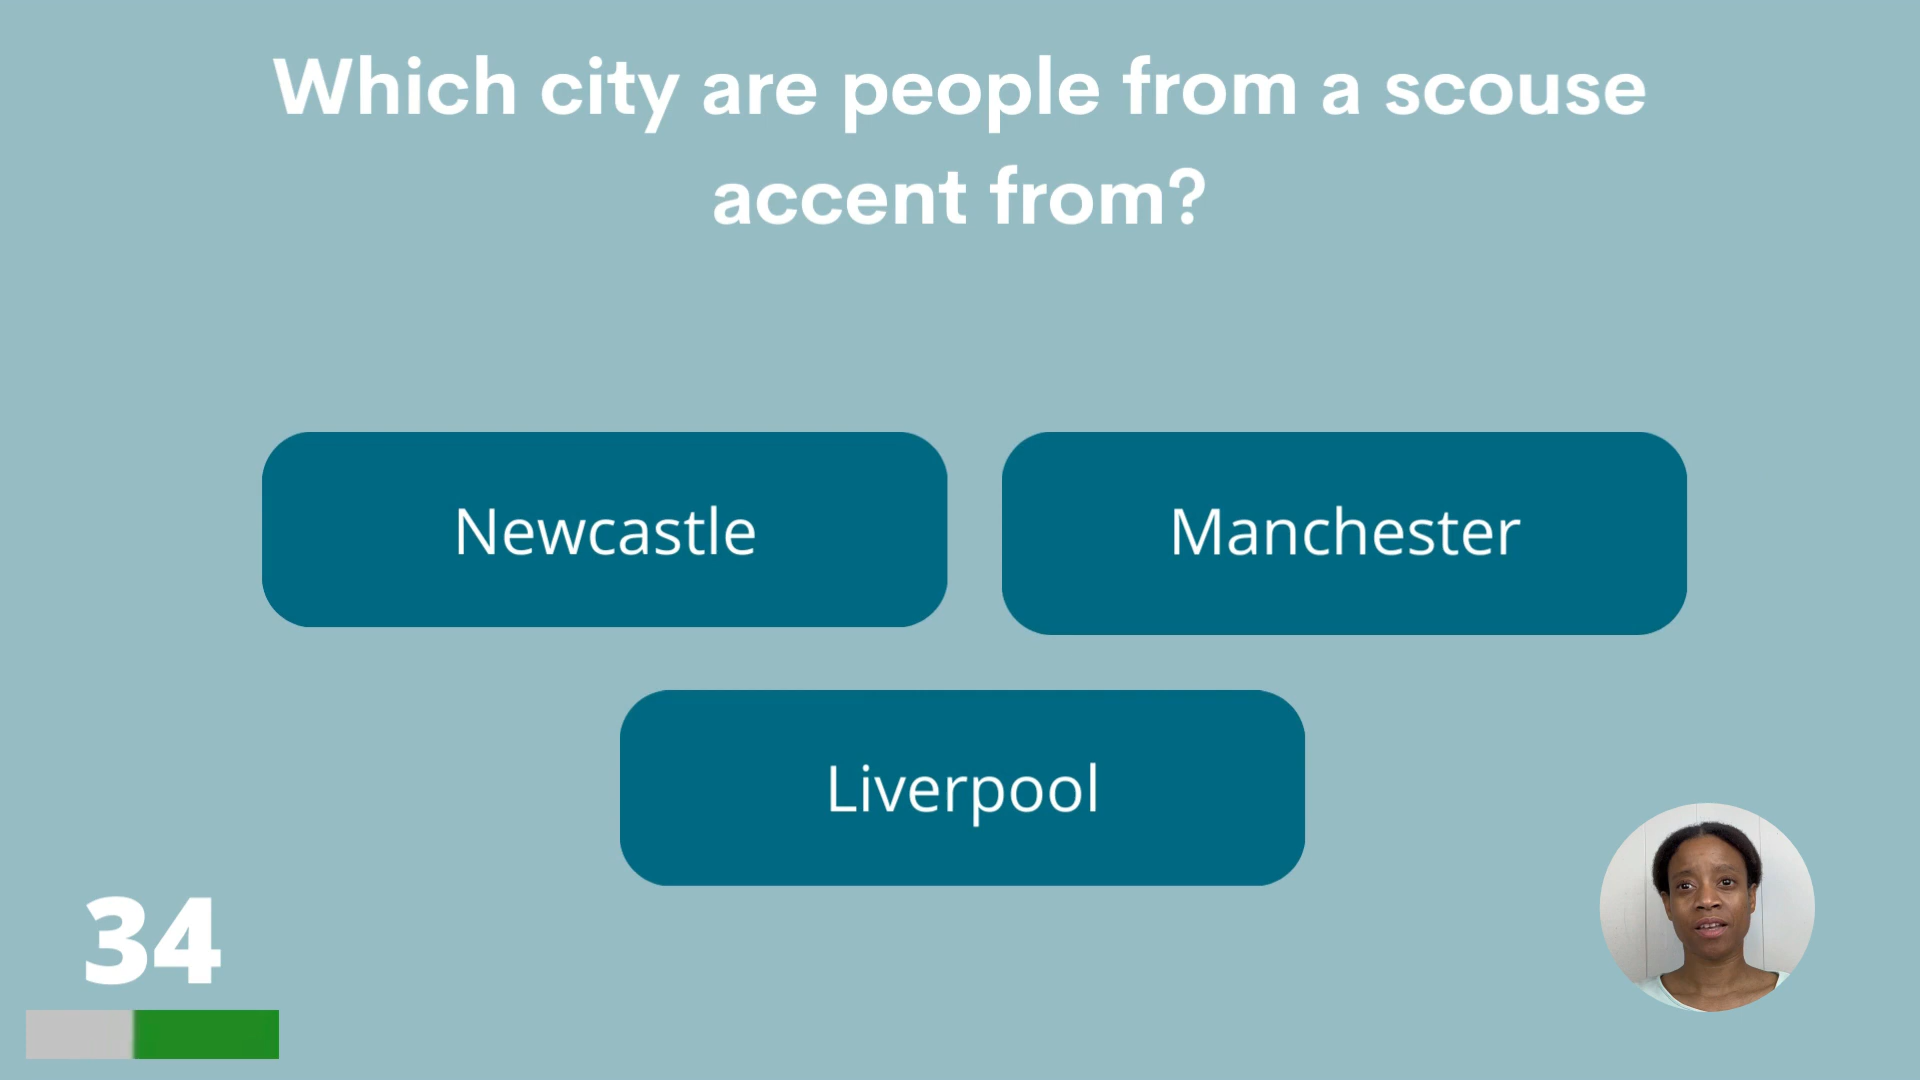 Which city are people from a scouse
accent from?
Newcastle
Manchester
Liverpool
34